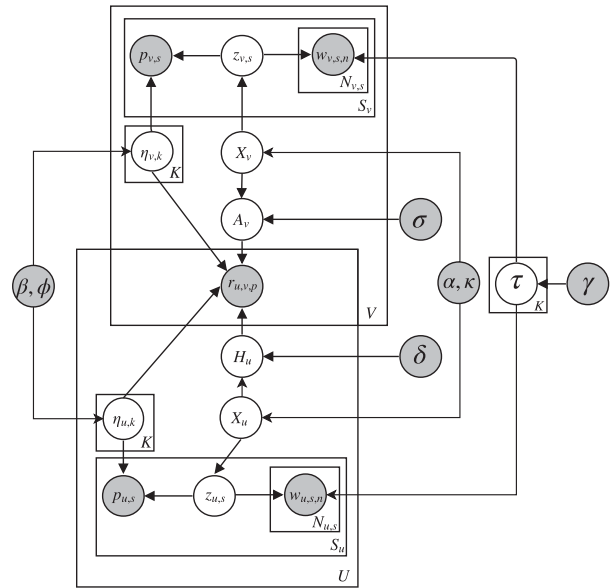 p_{v,s} z_{v,s} w_{v,s,n}
N_{v,s}
S_v
η_{v,k} X_v
K
A_v σ
β, ϕ r_{u,v,p} α, κ τ γ
K
V
H_u δ
η_{u,k} X_u
K
p_{u,s} z_{u,s} w_{u,s,n}
N_{u,s}
S_u
U